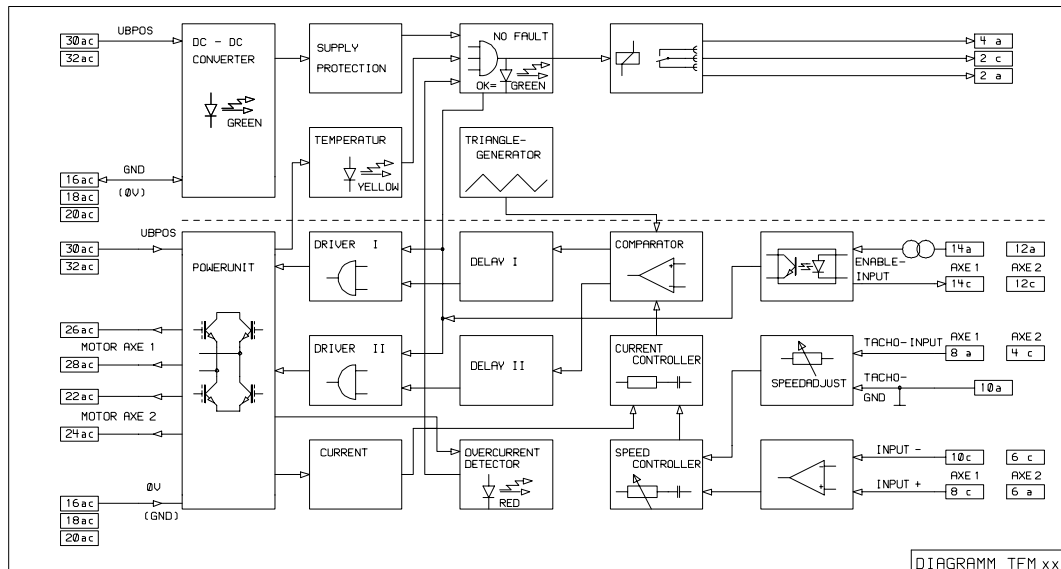 UBPOS
30ac
32ac
DC - DC
CONVERTER
GREEN
SUPPLY
PROTECTION
NO FAULT
OK=
GREEN
4 a
2 c
2 a
TEMPERATUR
YELLOW
TRIANGLE-
GENERATOR
GND
(0V)
16ac
18ac
20ac
UBPOS
30ac
32ac
POWERUNIT
DRIVER I
DELAY I
COMPARATOR
ENABLE-
INPUT
14a
12a
AXE 1
AXE 2
14c
12c
26ac
MOTOR AXE 1
28ac
22ac
MOTOR AXE 2
24ac
DRIVER II
DELAY II
CURRENT
CONTROLLER
SPEEDADJUST
TACHO-INPUT
AXE 1
AXE 2
8 a
4 c
TACHO-
GND
10a
CURRENT
OVERCURRENT
DETECTOR
RED
SPEED
CONTROLLER
INPUT -
10c
6 c
AXE 1
AXE 2
INPUT +
8 c
6 a
0V
(GND)
16ac
18ac
20ac
DIAGRAMM TFM xx